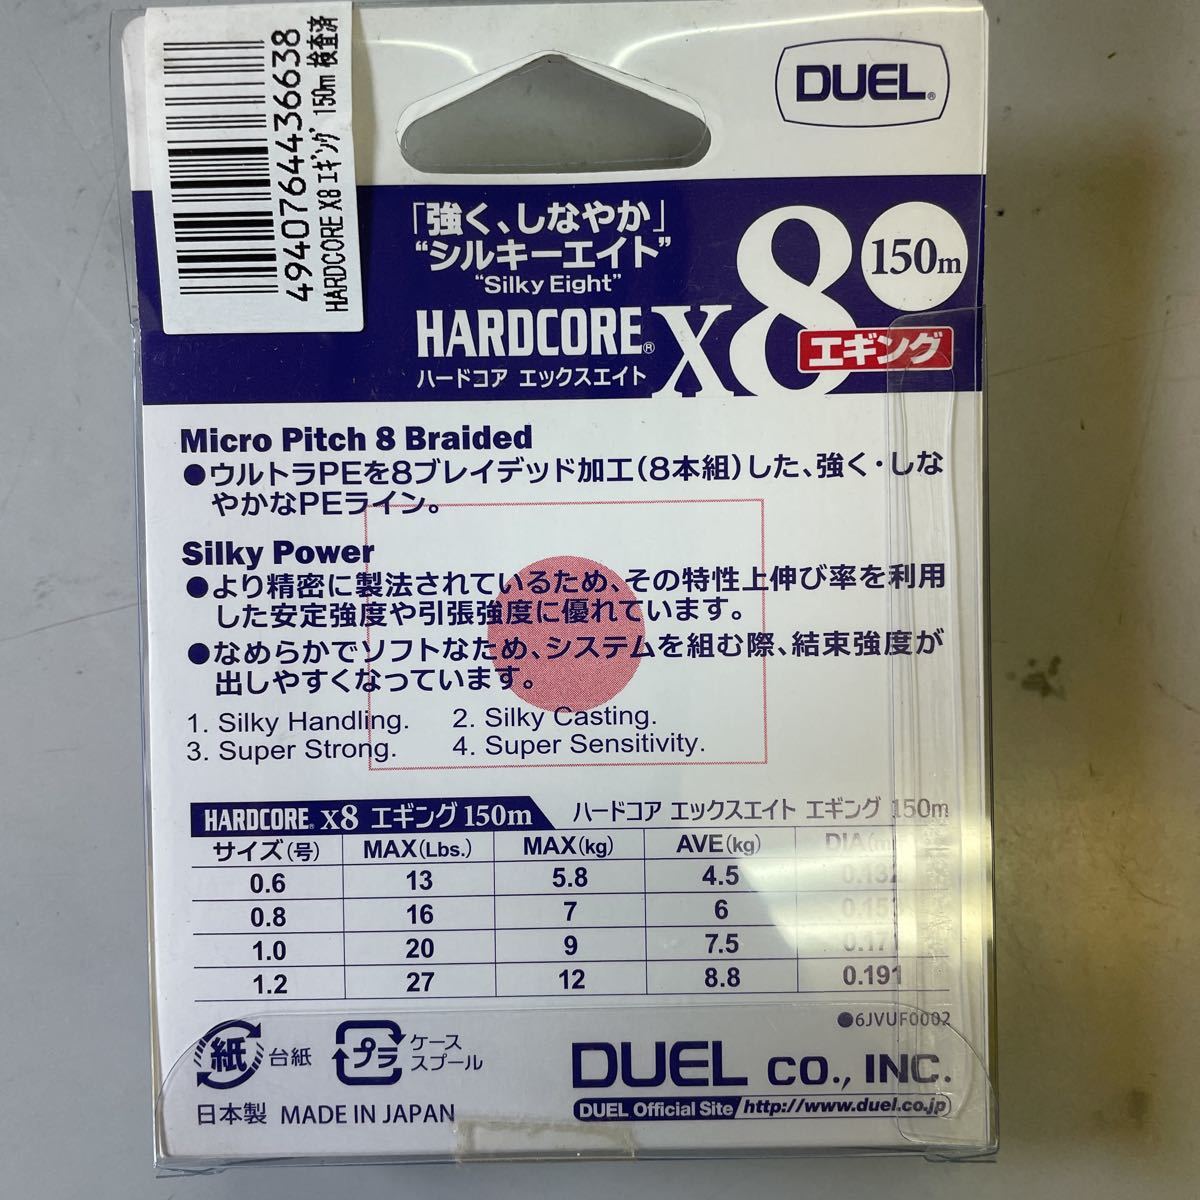 4940764436638
HARDCORE X8 エギング 150m 検査済
DUEL®
「強く、しなやか」
“シルキーエイト”
“Silky Eight”
HARDCORE® X8
150m
エギング
ハードコア エックスエイト
Micro Pitch 8 Braided
●ウルトラPEを8ブレイデッド加工(8本組)した、強く・しな
やかなPEライン。
Silky Power
●より精密に製法されているため、その特性上伸び率を利用
した安定強度や引張強度に優れています。
●なめらかでソフトなため、システムを組む際、結束強度が
出しやすくなっています。
1. Silky Handling. 2. Silky Casting.
3. Super Strong. 4. Super Sensitivity.
HARDCORE® X8 エギング 150m ハードコア エックスエイト エギング 150m
サイズ(号) MAX(Lbs.) MAX(kg) AVE(kg)
0.6 13 5.8 4.5 0.132
0.8 16 7 6
1.0 20 9 7.5 0.171
1.2 27 12 8.8 0.191
●6JVUF0002
紙 台紙 プラ ケース
スプール
DUEL CO., INC.
日本製 MADE IN JAPAN
DUEL Official Site http://www.duel.co.jp